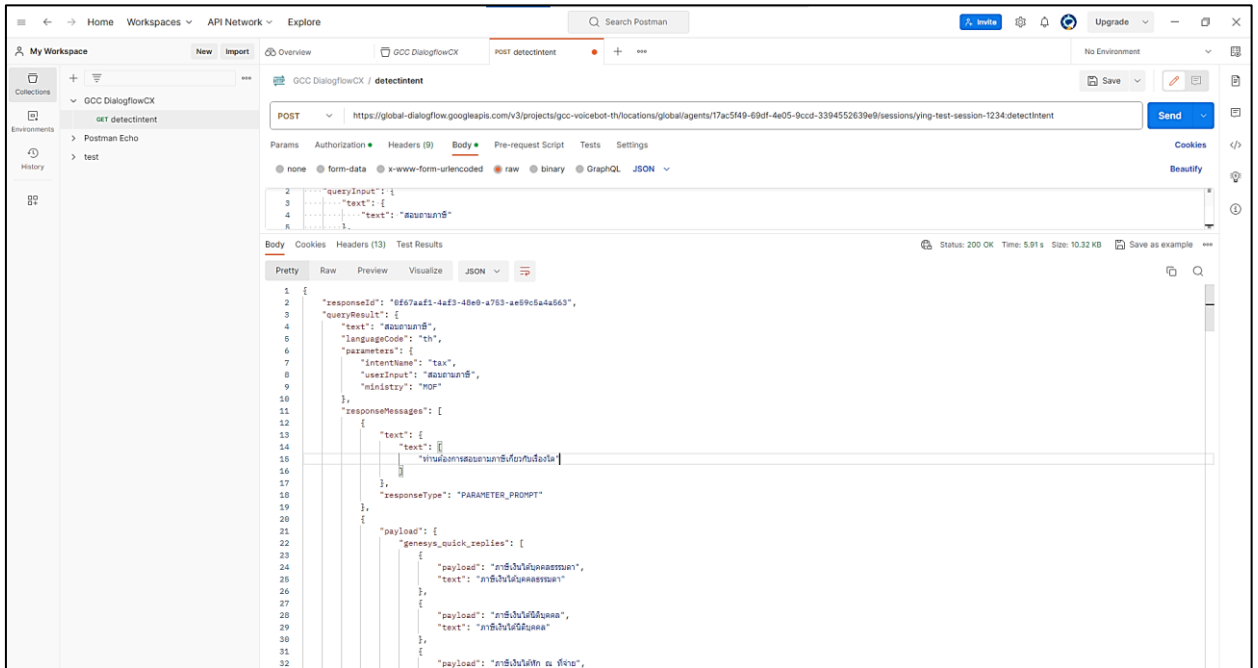 Home Workspaces API Network Explore Search Postman Invite Upgrade
My Workspace New Import Overview GCC DialogflowCX POST detectintent No Environment
Collections
Environments
History
GCC DialogflowCX
GET detectintent
Postman Echo
test
GCC DialogflowCX / detectintent Save
POST https://global-dialogflow.googleapis.com/v3/projects/gcc-voicebot-th/locations/global/agents/17ac5f49-69df-4e05-9ccd-3394552639e9/sessions/ying-test-session-1234:detectIntent Send
Params Authorization Headers (9) Body Pre-request Script Tests Settings Cookies
none form-data x-www-form-urlencoded raw binary GraphQL JSON Beautify
2 "queryInput": {
3 "text": {
4 "text": "สอบถามภาษี"
5 },
Body Cookies Headers (13) Test Results Status: 200 OK Time: 5.91 s Size: 10.32 KB Save as example
Pretty Raw Preview Visualize JSON
1 {
2 "responseId": "0f67aaf1-4af3-48e0-a753-ae59c5a4a563",
3 "queryResult": {
4 "text": "สอบถามภาษี",
5 "languageCode": "th",
6 "parameters": {
7 "intentName": "tax",
8 "userInput": "สอบถามภาษี",
9 "ministry": "MOF"
10 },
11 "responseMessages": [
12 {
13 "text": {
14 "text": [
15 "ท่านต้องการสอบถามภาษีเกี่ยวกับเรื่องใด"
16 ]
17 },
18 "responseType": "PARAMETER_PROMPT"
19 },
20 {
21 "payload": {
22 "genesys_quick_replies": [
23 {
24 "payload": "ภาษีเงินได้บุคคลธรรมดา",
25 "text": "ภาษีเงินได้บุคคลธรรมดา"
26 },
27 {
28 "payload": "ภาษีเงินได้นิติบุคคล",
29 "text": "ภาษีเงินได้นิติบุคคล"
30 },
31 {
32 "payload": "ภาษีเงินได้หัก ณ ที่จ่าย",